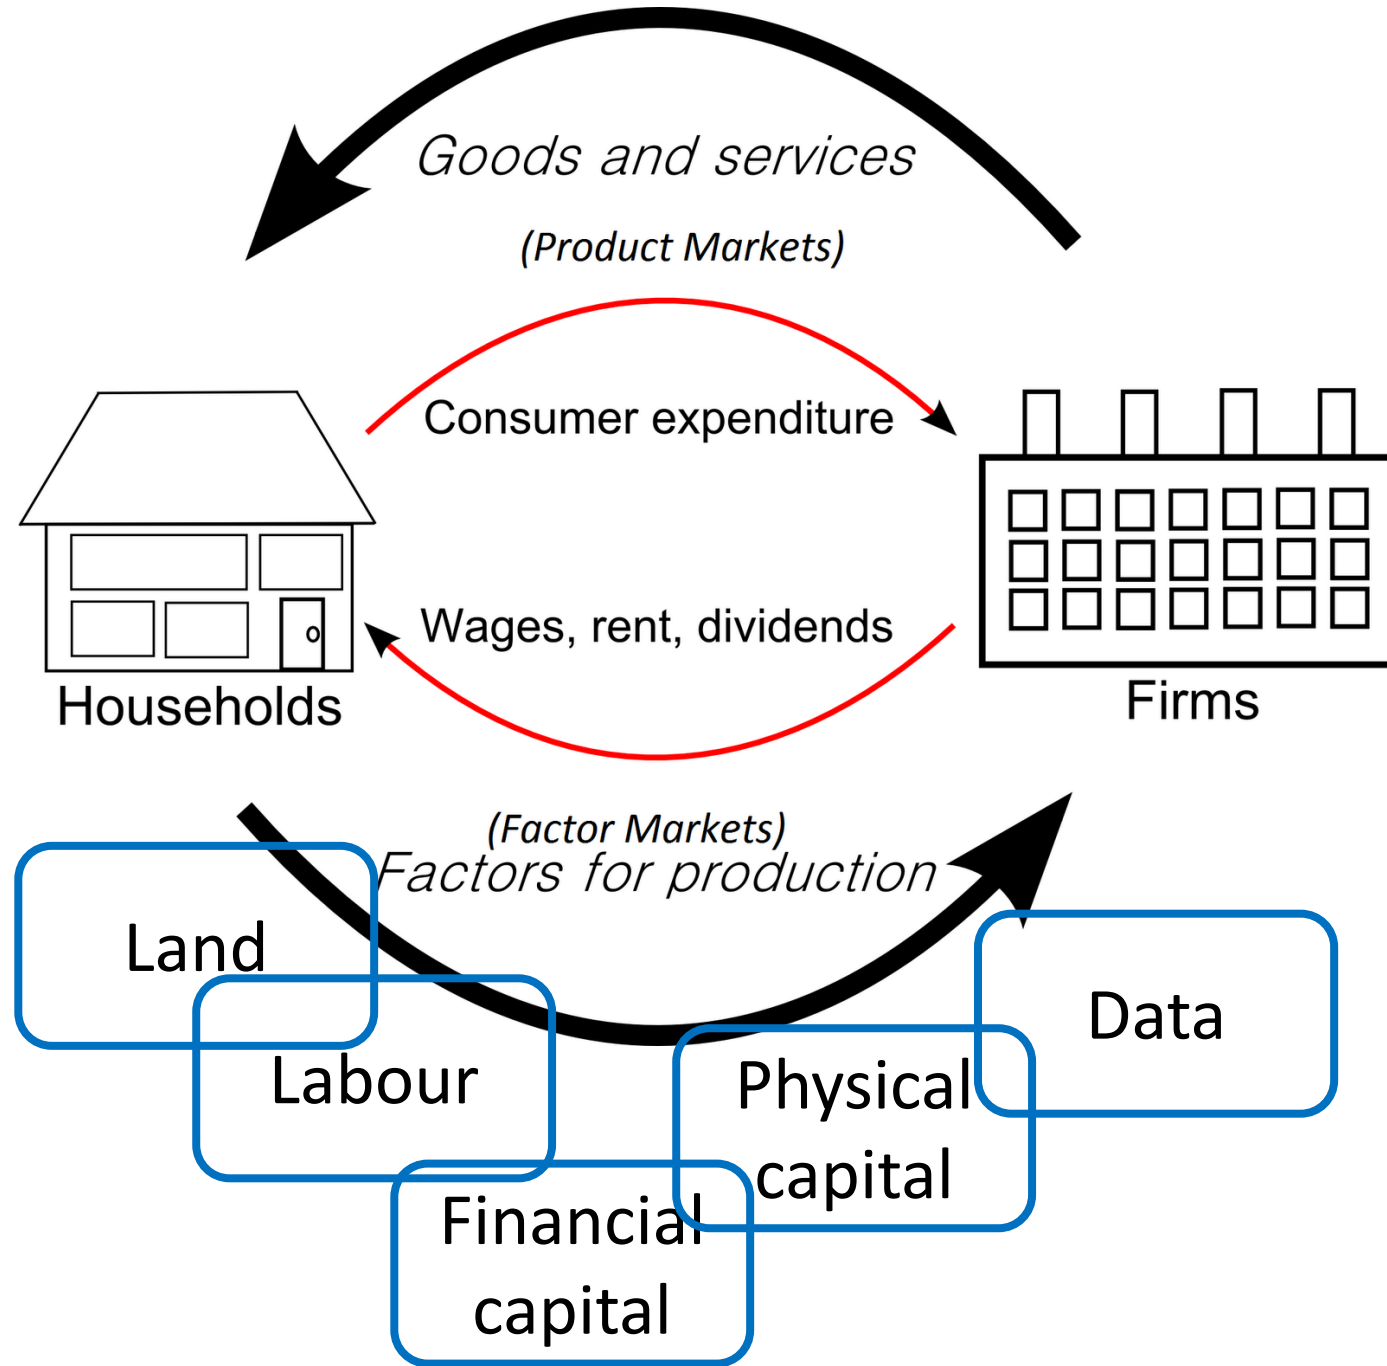 Goods and services
(Product Markets)
Consumer expenditure
Wages, rent, dividends
Households
Firms
(Factor Markets)
Factors for production
Land
Labour
Data
Physical
capital
Financial
capital